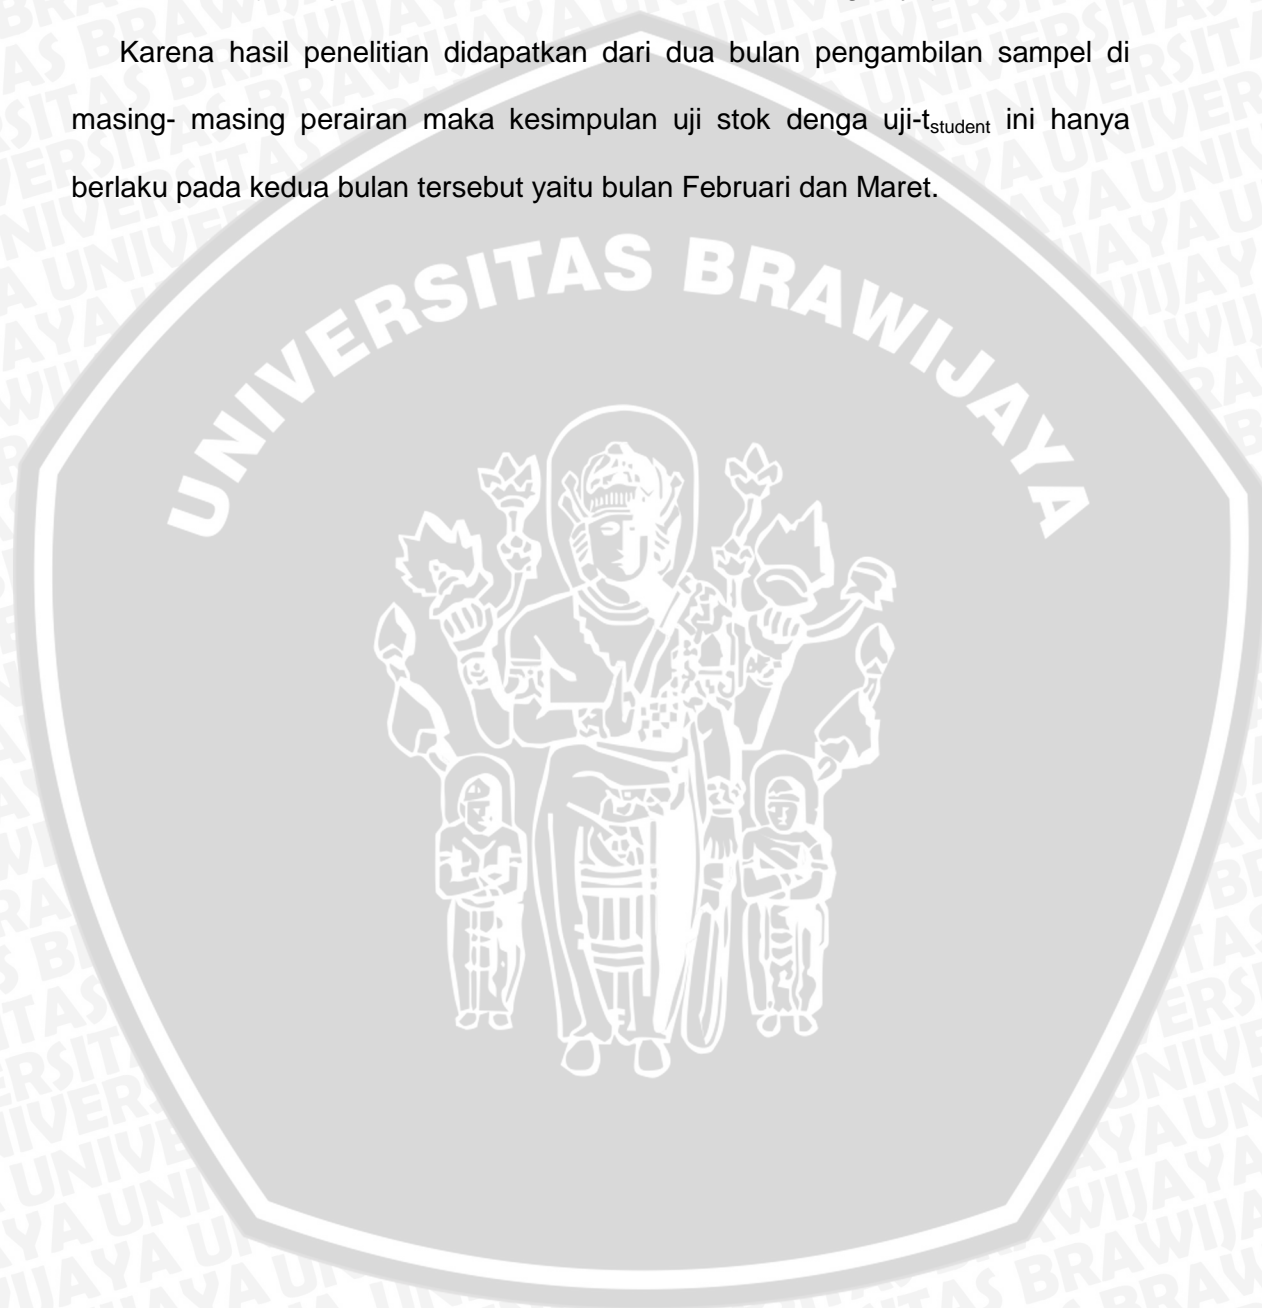 Karena hasil penelitian didapatkan dari dua bulan pengambilan sampel di
masing- masing perairan maka kesimpulan uji stok denga uji-tstudent ini hanya
berlaku pada kedua bulan tersebut yaitu bulan Februari dan Maret.
UNIVERSITAS BRAWIJAYA